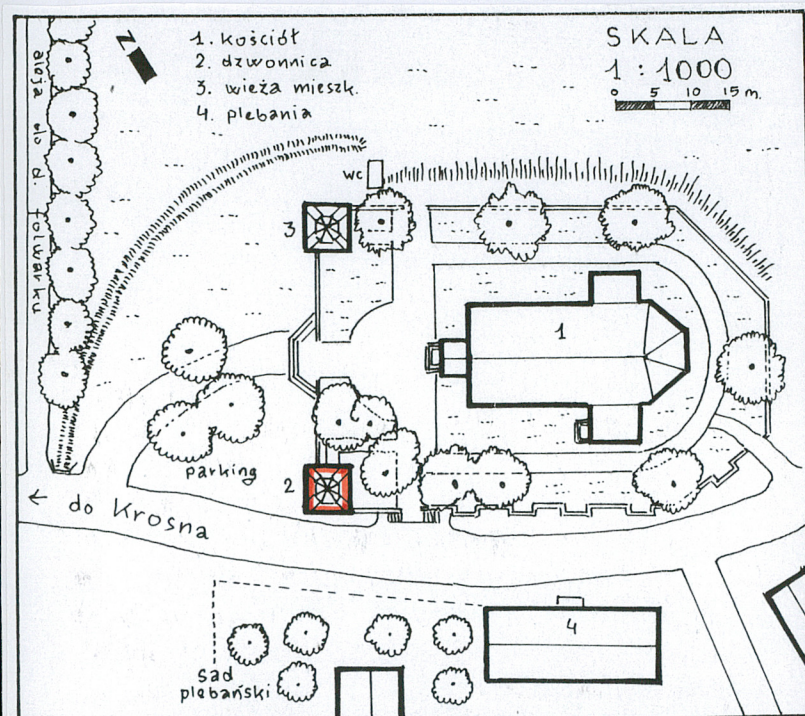 N
1. kościół
2. dzwonnica
3. wieża mieszk.
4. plebania
SKALA
1 : 1000
0 5 10 15 m.
aleja do d. folwarku
wc
3
1
2
parking
← do Krosna
4
sad
plebański